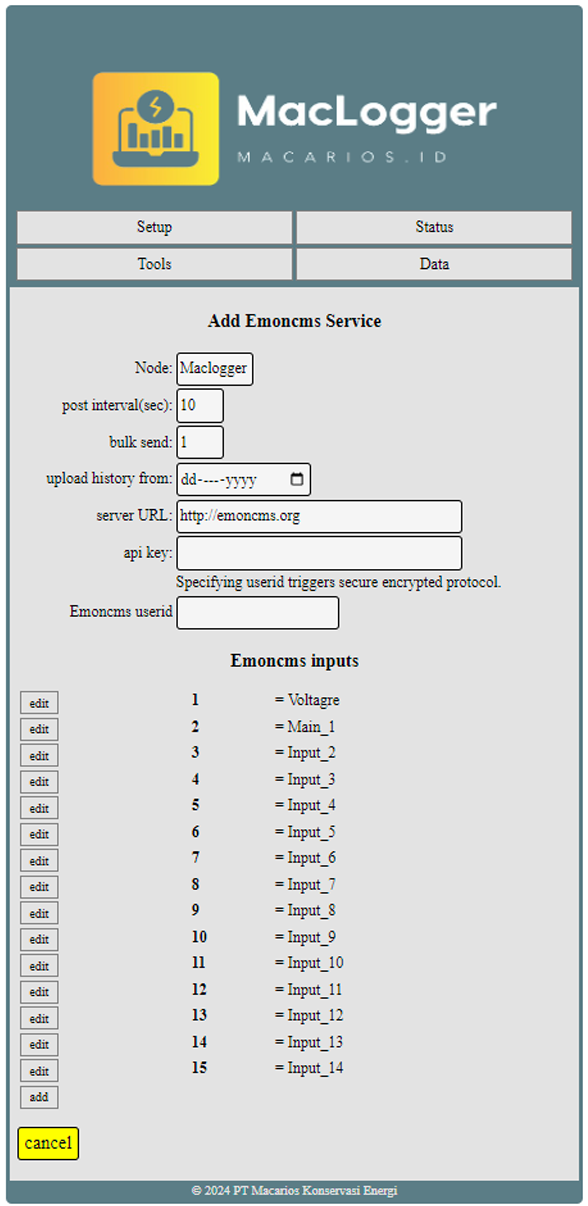 MacLogger
MACARIOS.ID
Setup Status
Tools Data
Add Emoncms Service
Node: Maclogger
post interval(sec): 10
bulk send: 1
upload history from: dd-----yyyy
server URL: http://emoncms.org
api key:
Specifying userid triggers secure encrypted protocol.
Emoncms userid
Emoncms inputs
edit 1 = Voltagre
edit 2 = Main_1
edit 3 = Input_2
edit 4 = Input_3
edit 5 = Input_4
edit 6 = Input_5
edit 7 = Input_6
edit 8 = Input_7
edit 9 = Input_8
edit 10 = Input_9
edit 11 = Input_10
edit 12 = Input_11
edit 13 = Input_12
edit 14 = Input_13
edit 15 = Input_14
add
cancel
© 2024 PT Macarios Konservasi Energi